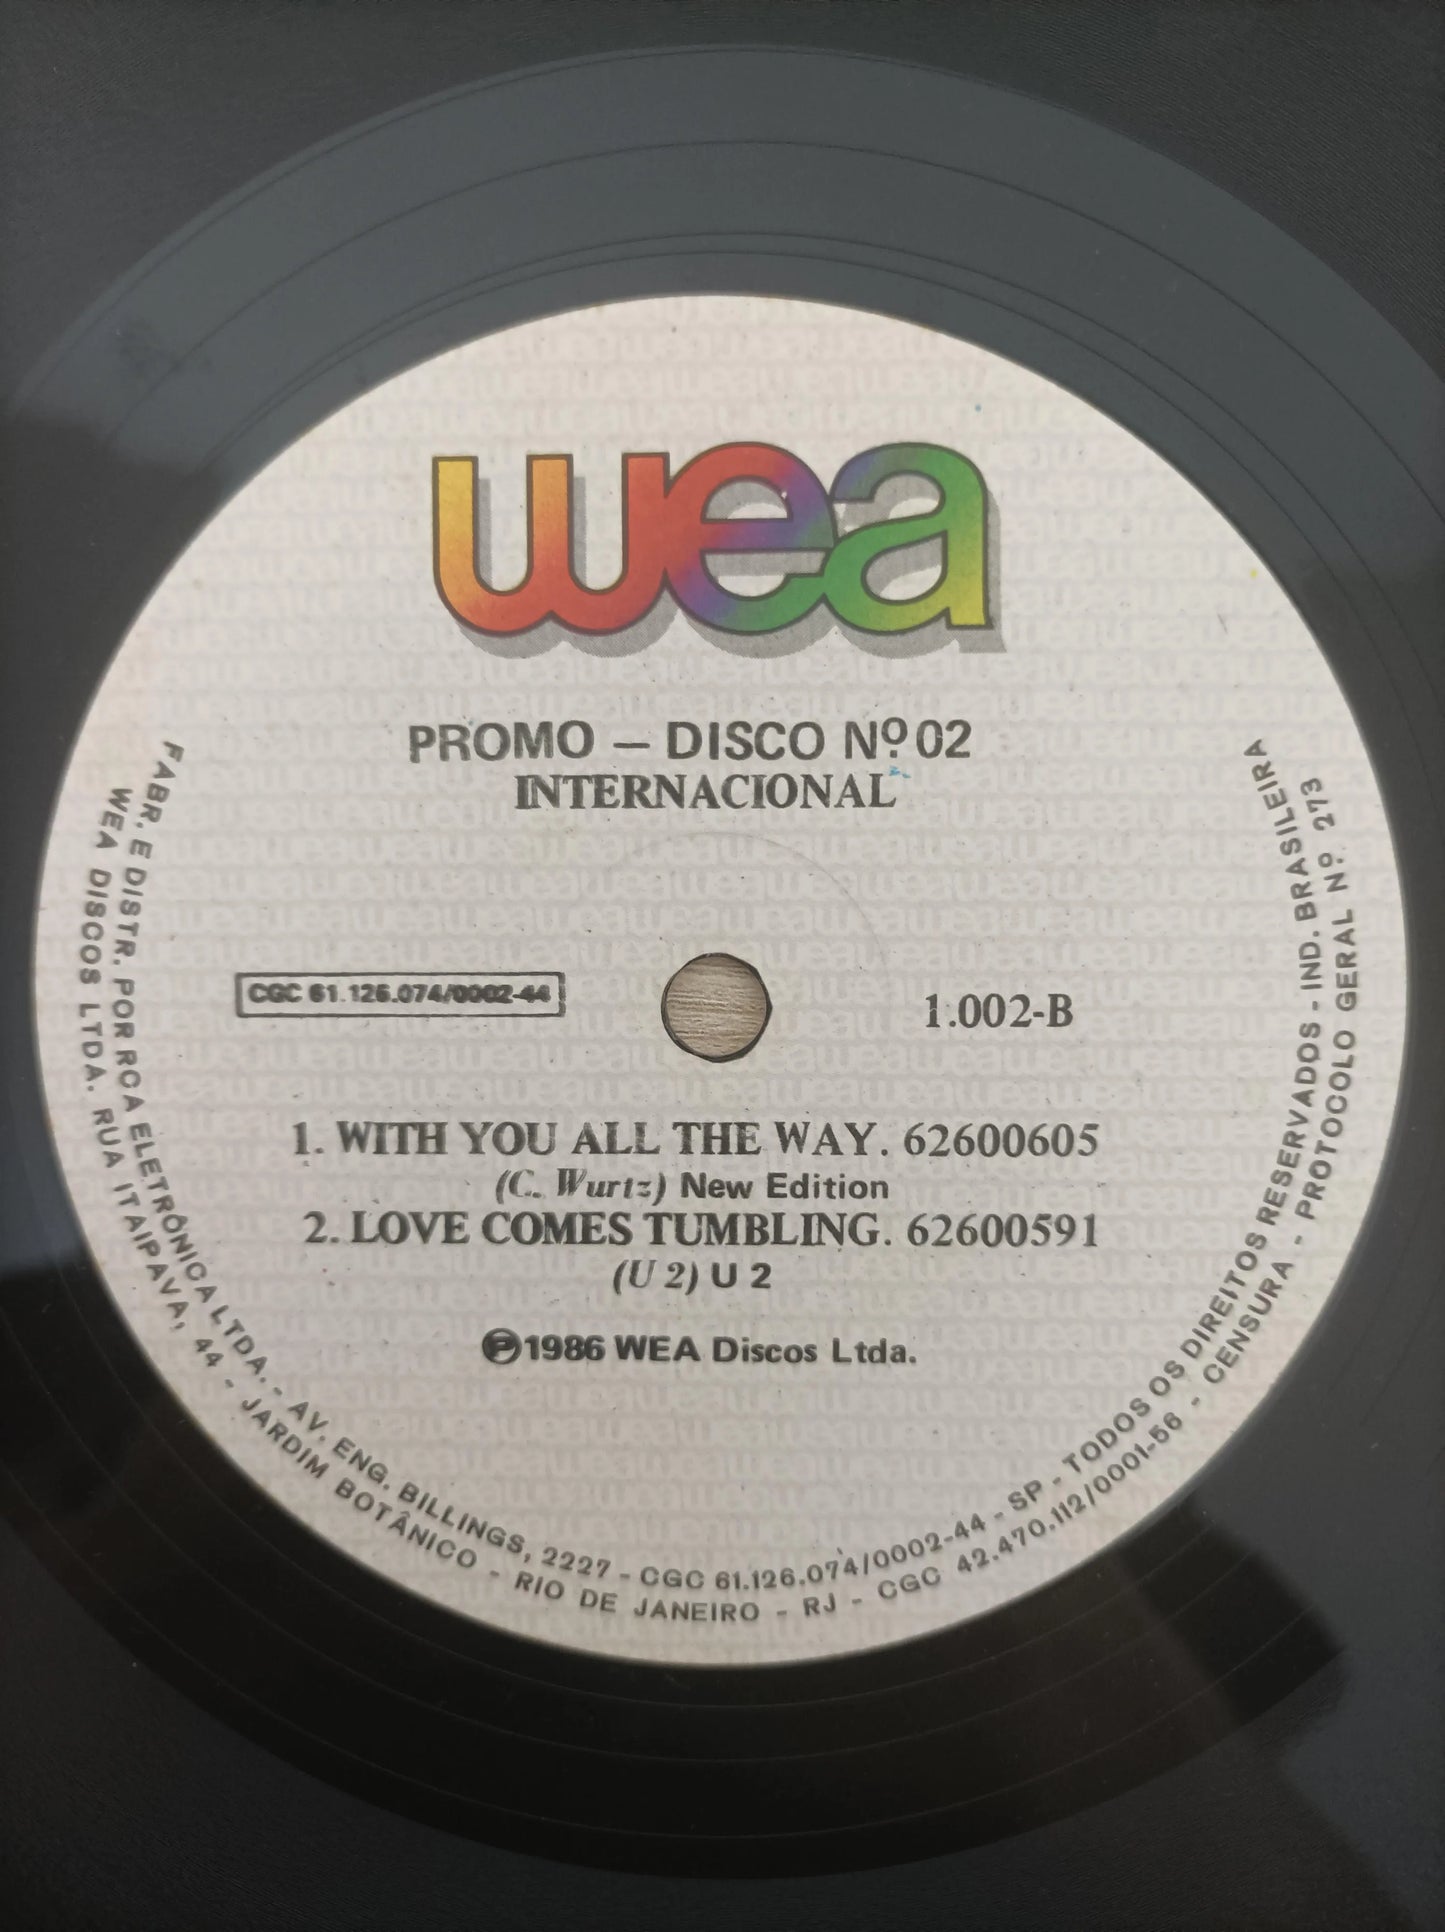 wea
PROMO — DISCO Nº 02
INTERNACIONAL
CGC 61.126.074/0002-44
1.002-B
1. WITH YOU ALL THE WAY. 62600605
(C. Wurtz) New Edition
2. LOVE COMES TUMBLING. 62600591
(U 2) U 2
Ⓟ1986 WEA Discos Ltda.
FABR. E DISTR. POR RCA ELETRÔNICA LTDA. - AV. ENG. BILLINGS, 2227 - CGC 61.126.074/0002-44 - SP - TODOS OS DIREITOS RESERVADOS - IND. BRASILEIRA
WEA DISCOS LTDA. RUA ITAIPAVA, 44 - JARDIM BOTÂNICO - RIO DE JANEIRO - RJ - CGC 42.470.112/0001-56 - CENSURA - PROTOCOLO GERAL Nº 273